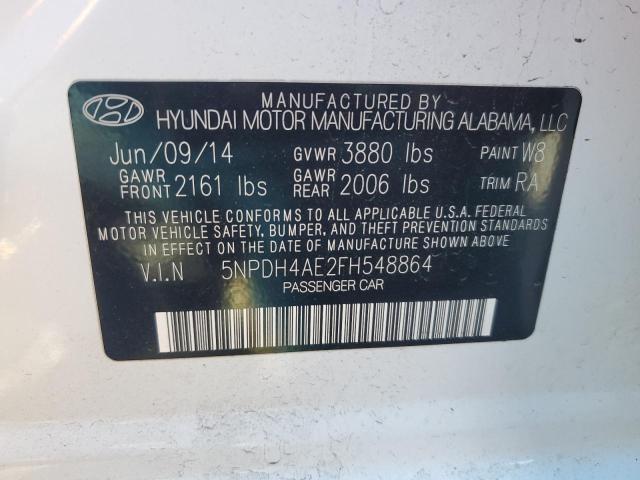 MANUFACTURED BY
HYUNDAI MOTOR MANUFACTURING ALABAMA, LLC
Jun/09/14 GVWR 3880 lbs PAINT W8
GAWR FRONT 2161 lbs GAWR REAR 2006 lbs TRIM RA
THIS VEHICLE CONFORMS TO ALL APPLICABLE U.S.A. FEDERAL
MOTOR VEHICLE SAFETY, BUMPER, AND THEFT PREVENTION STANDARDS
IN EFFECT ON THE DATE OF MANUFACTURE SHOWN ABOVE
V.I.N 5NPDH4AE2FH548864
PASSENGER CAR